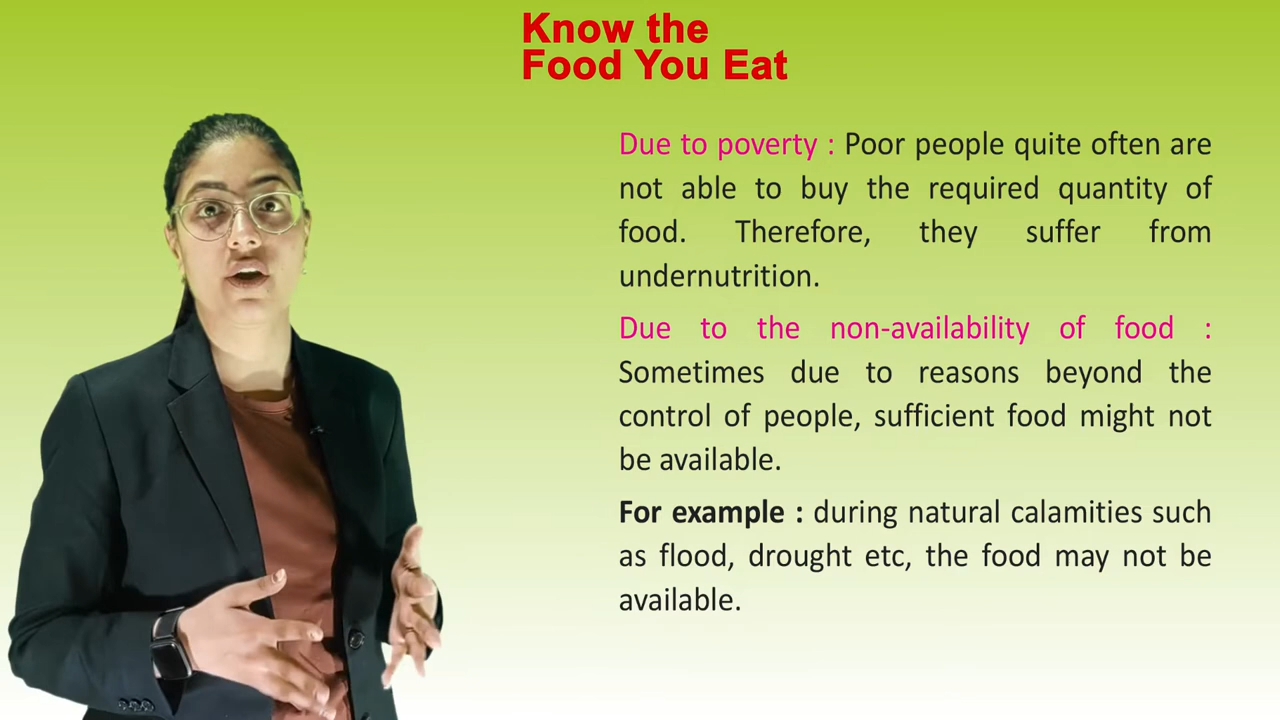 Know the
Food You Eat
Due to poverty : Poor people quite often are
not able to buy the required quantity of
food. Therefore, they suffer from
undernutrition.
Due to the non-availability of food :
Sometimes due to reasons beyond the
control of people, sufficient food might not
be available.
For example : during natural calamities such
as flood, drought etc, the food may not be
available.